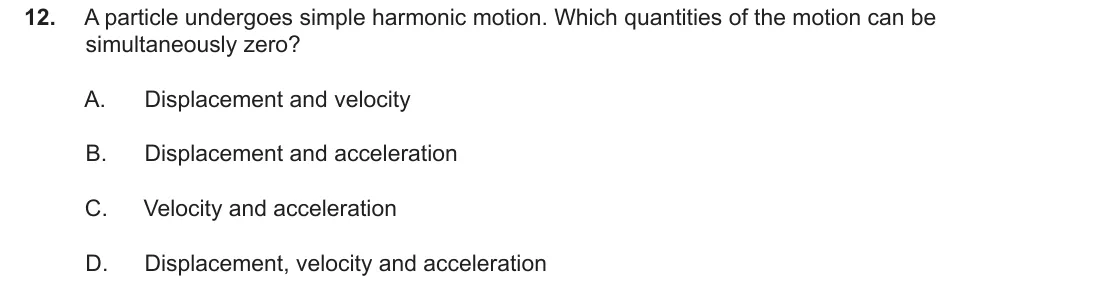 12. A particle undergoes simple harmonic motion. Which quantities of the motion can be
simultaneously zero?
A. Displacement and velocity
B. Displacement and acceleration
C. Velocity and acceleration
D. Displacement, velocity and acceleration